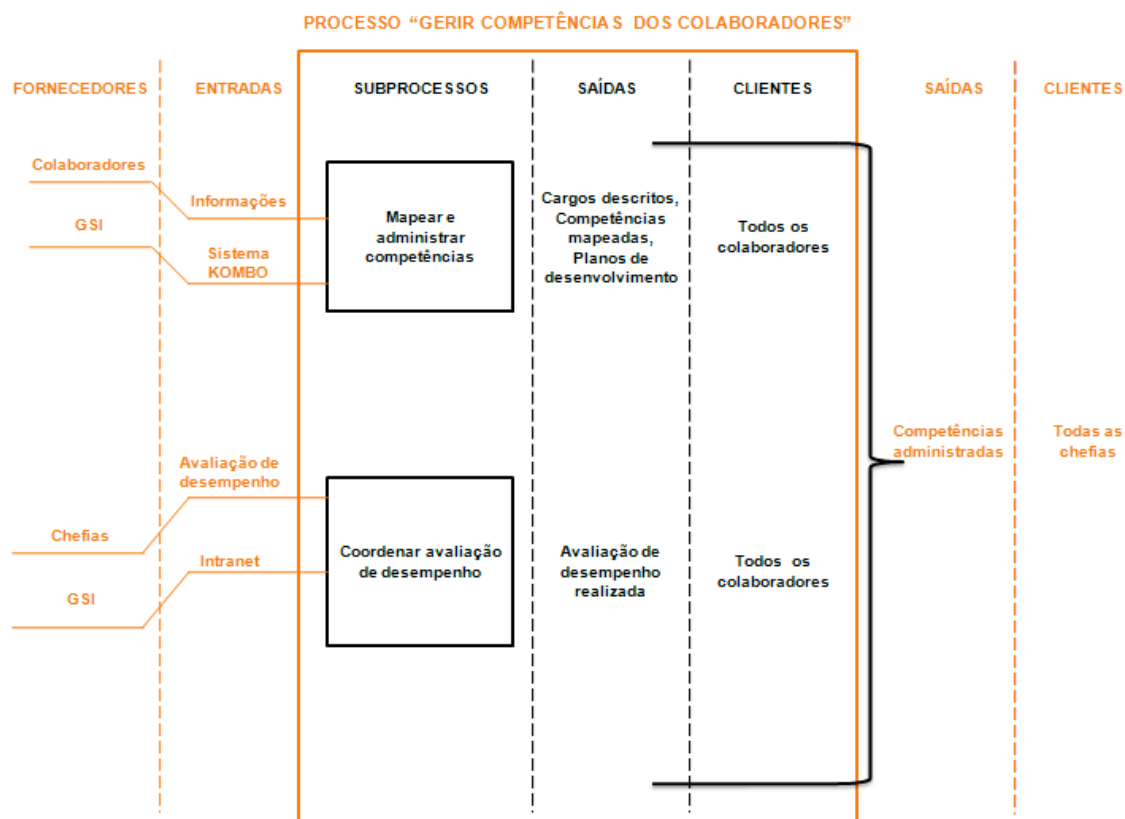 PROCESSO “GERIR COMPETÊNCIAS DOS COLABORADORES”
FORNECEDORES
ENTRADAS
SUBPROCESSOS
SAÍDAS
CLIENTES
SAÍDAS
CLIENTES
Colaboradores
GSI
Informações
Sistema
KOMBO
Mapear e
administrar
competências
Cargos descritos,
Competências
mapeadas,
Planos de
desenvolvimento
Todos os
colaboradores
Chefias
GSI
Avaliação de
desempenho
Intranet
Coordenar avaliação
de desempenho
Avaliação de
desempenho
realizada
Todos os
colaboradores
Competências
administradas
Todas as
chefias